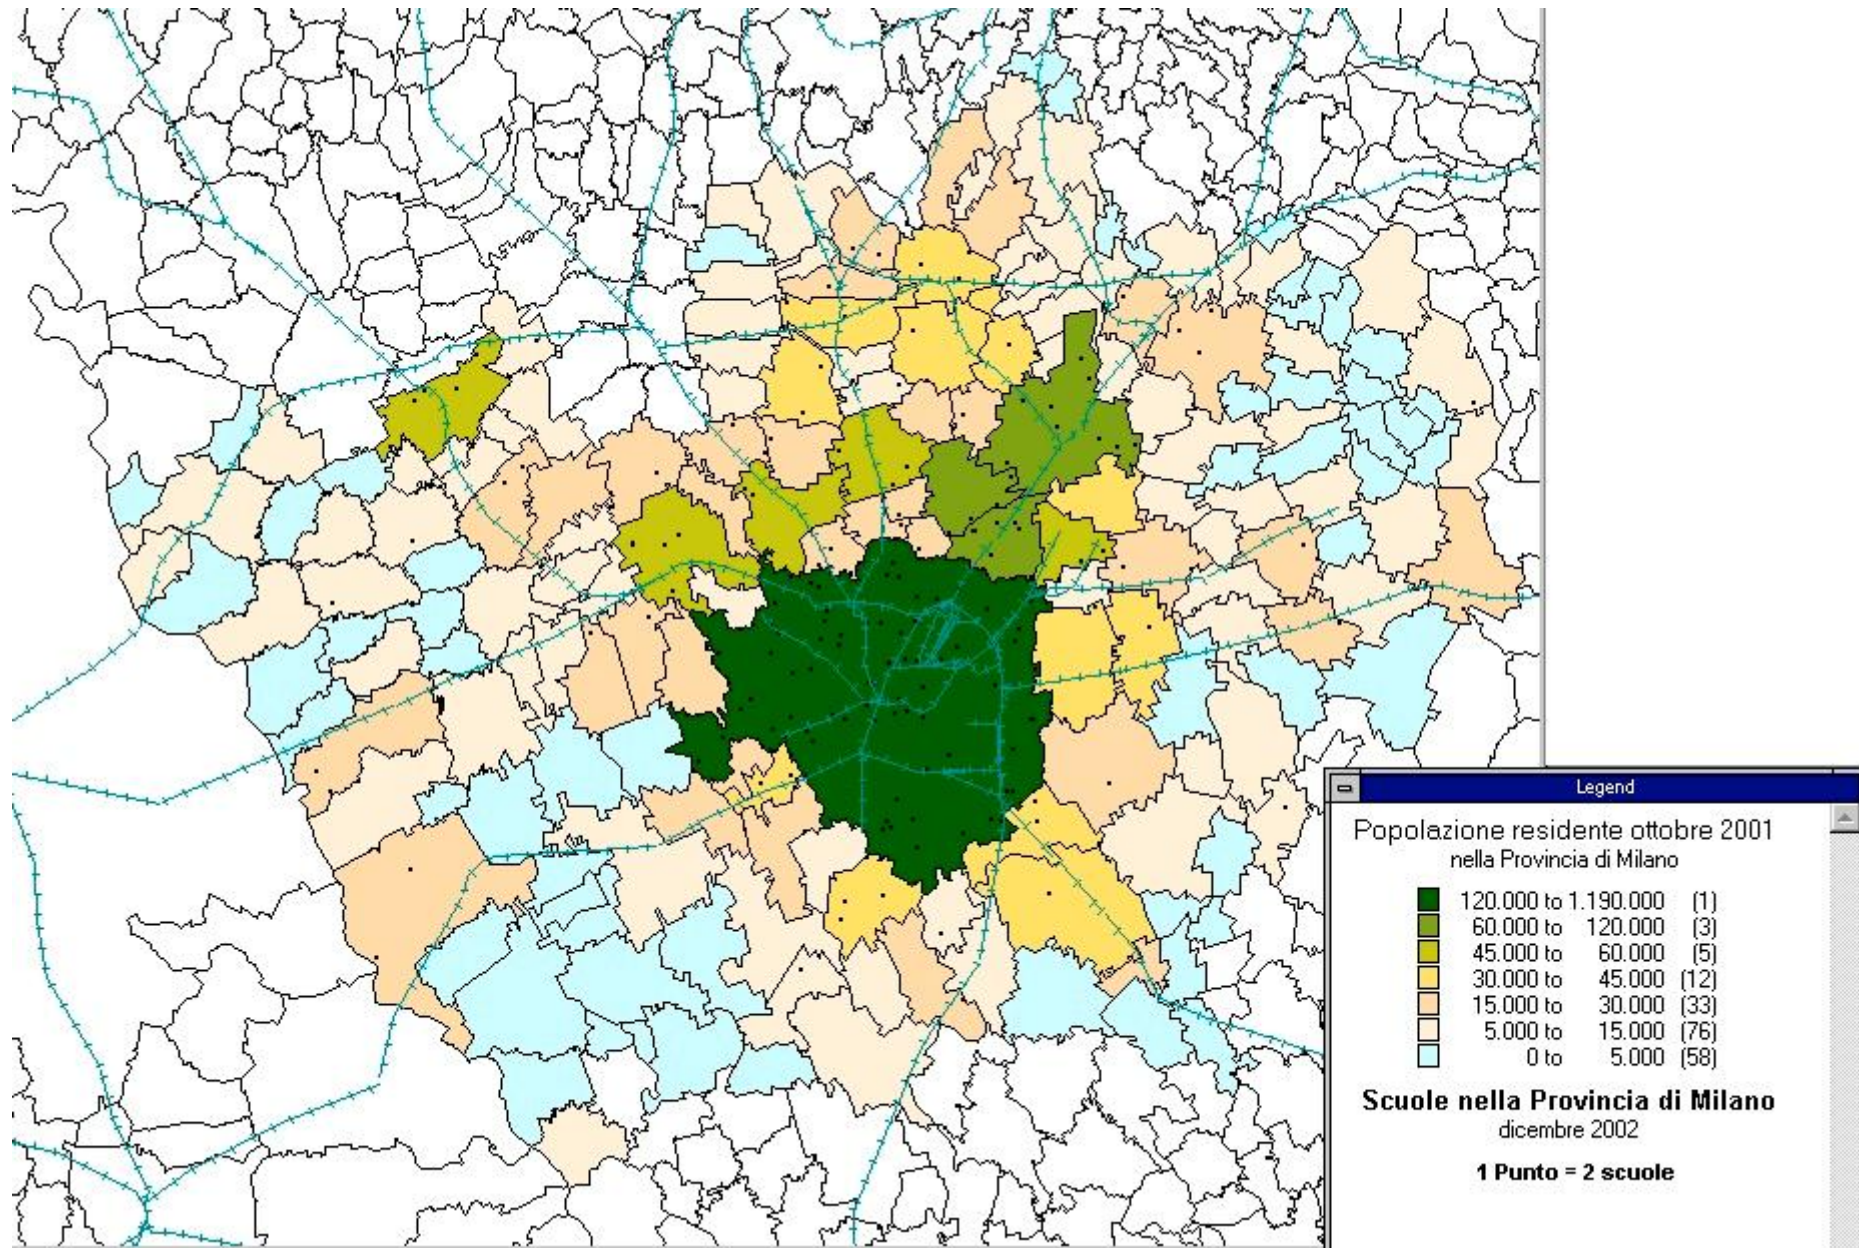 Legend
Popolazione residente ottobre 2001
nella Provincia di Milano
120.000 to 1.190.000 (1)
60.000 to 120.000 (3)
45.000 to 60.000 (5)
30.000 to 45.000 (12)
15.000 to 30.000 (33)
5.000 to 15.000 (76)
0 to 5.000 (58)
Scuole nella Provincia di Milano
dicembre 2002
1 Punto = 2 scuole